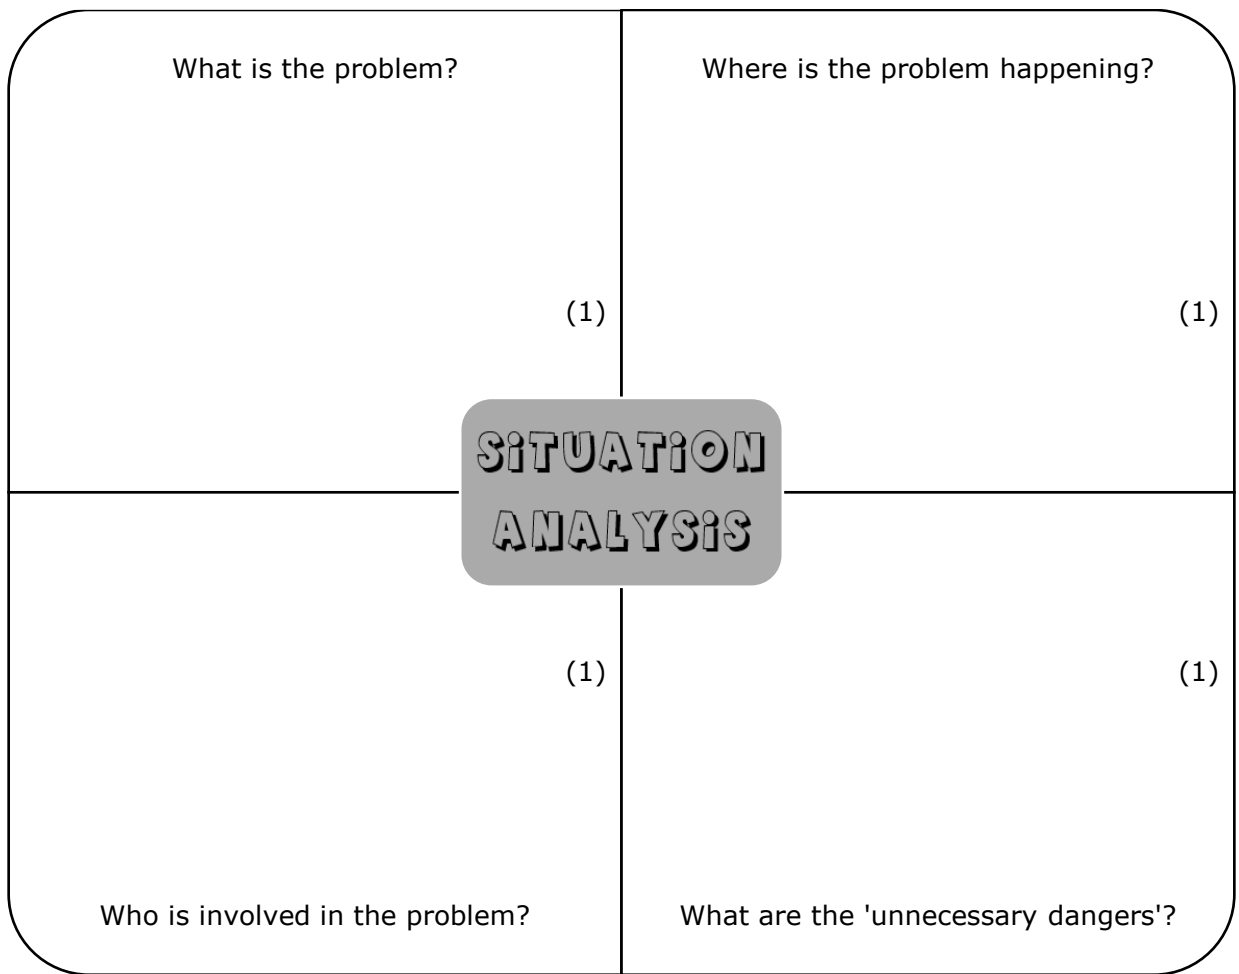 What is the problem?
Where is the problem happening?
(1)
(1)
SiTUATiON
ANALYSiS
(1)
(1)
Who is involved in the problem?
What are the 'unnecessary dangers'?